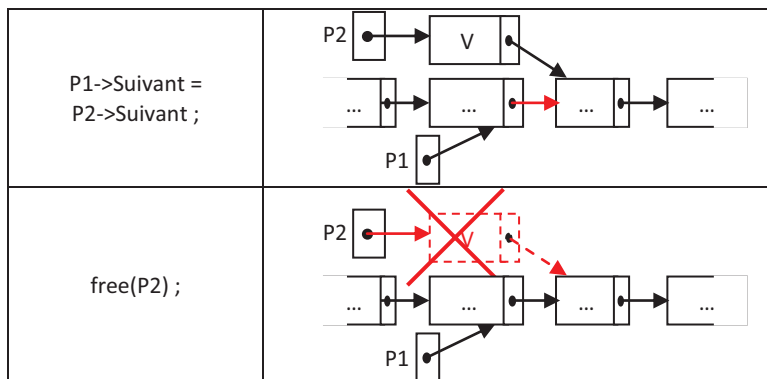 P1->Suivant =
P2->Suivant ;
P2 V
... ... ... ...
P1
free(P2) ;
P2 V
... ... ... ...
P1